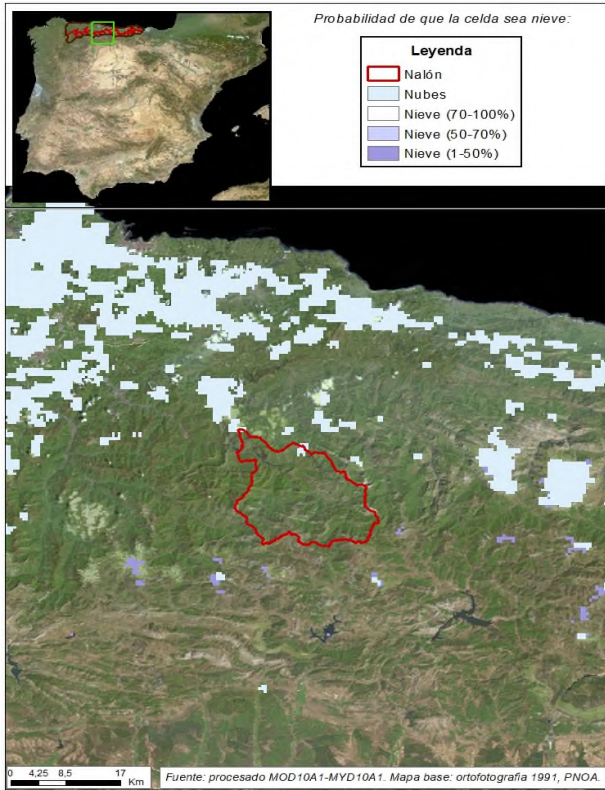 Probabilidad de que la celda sea nieve:
Leyenda
Nalón
Nubes
Nieve (70-100%)
Nieve (50-70%)
Nieve (1-50%)
0 4,25 8,5 17
Km
Fuente: procesado MOD10A1-MYD10A1. Mapa base: ortofotografia 1991, PNOA.